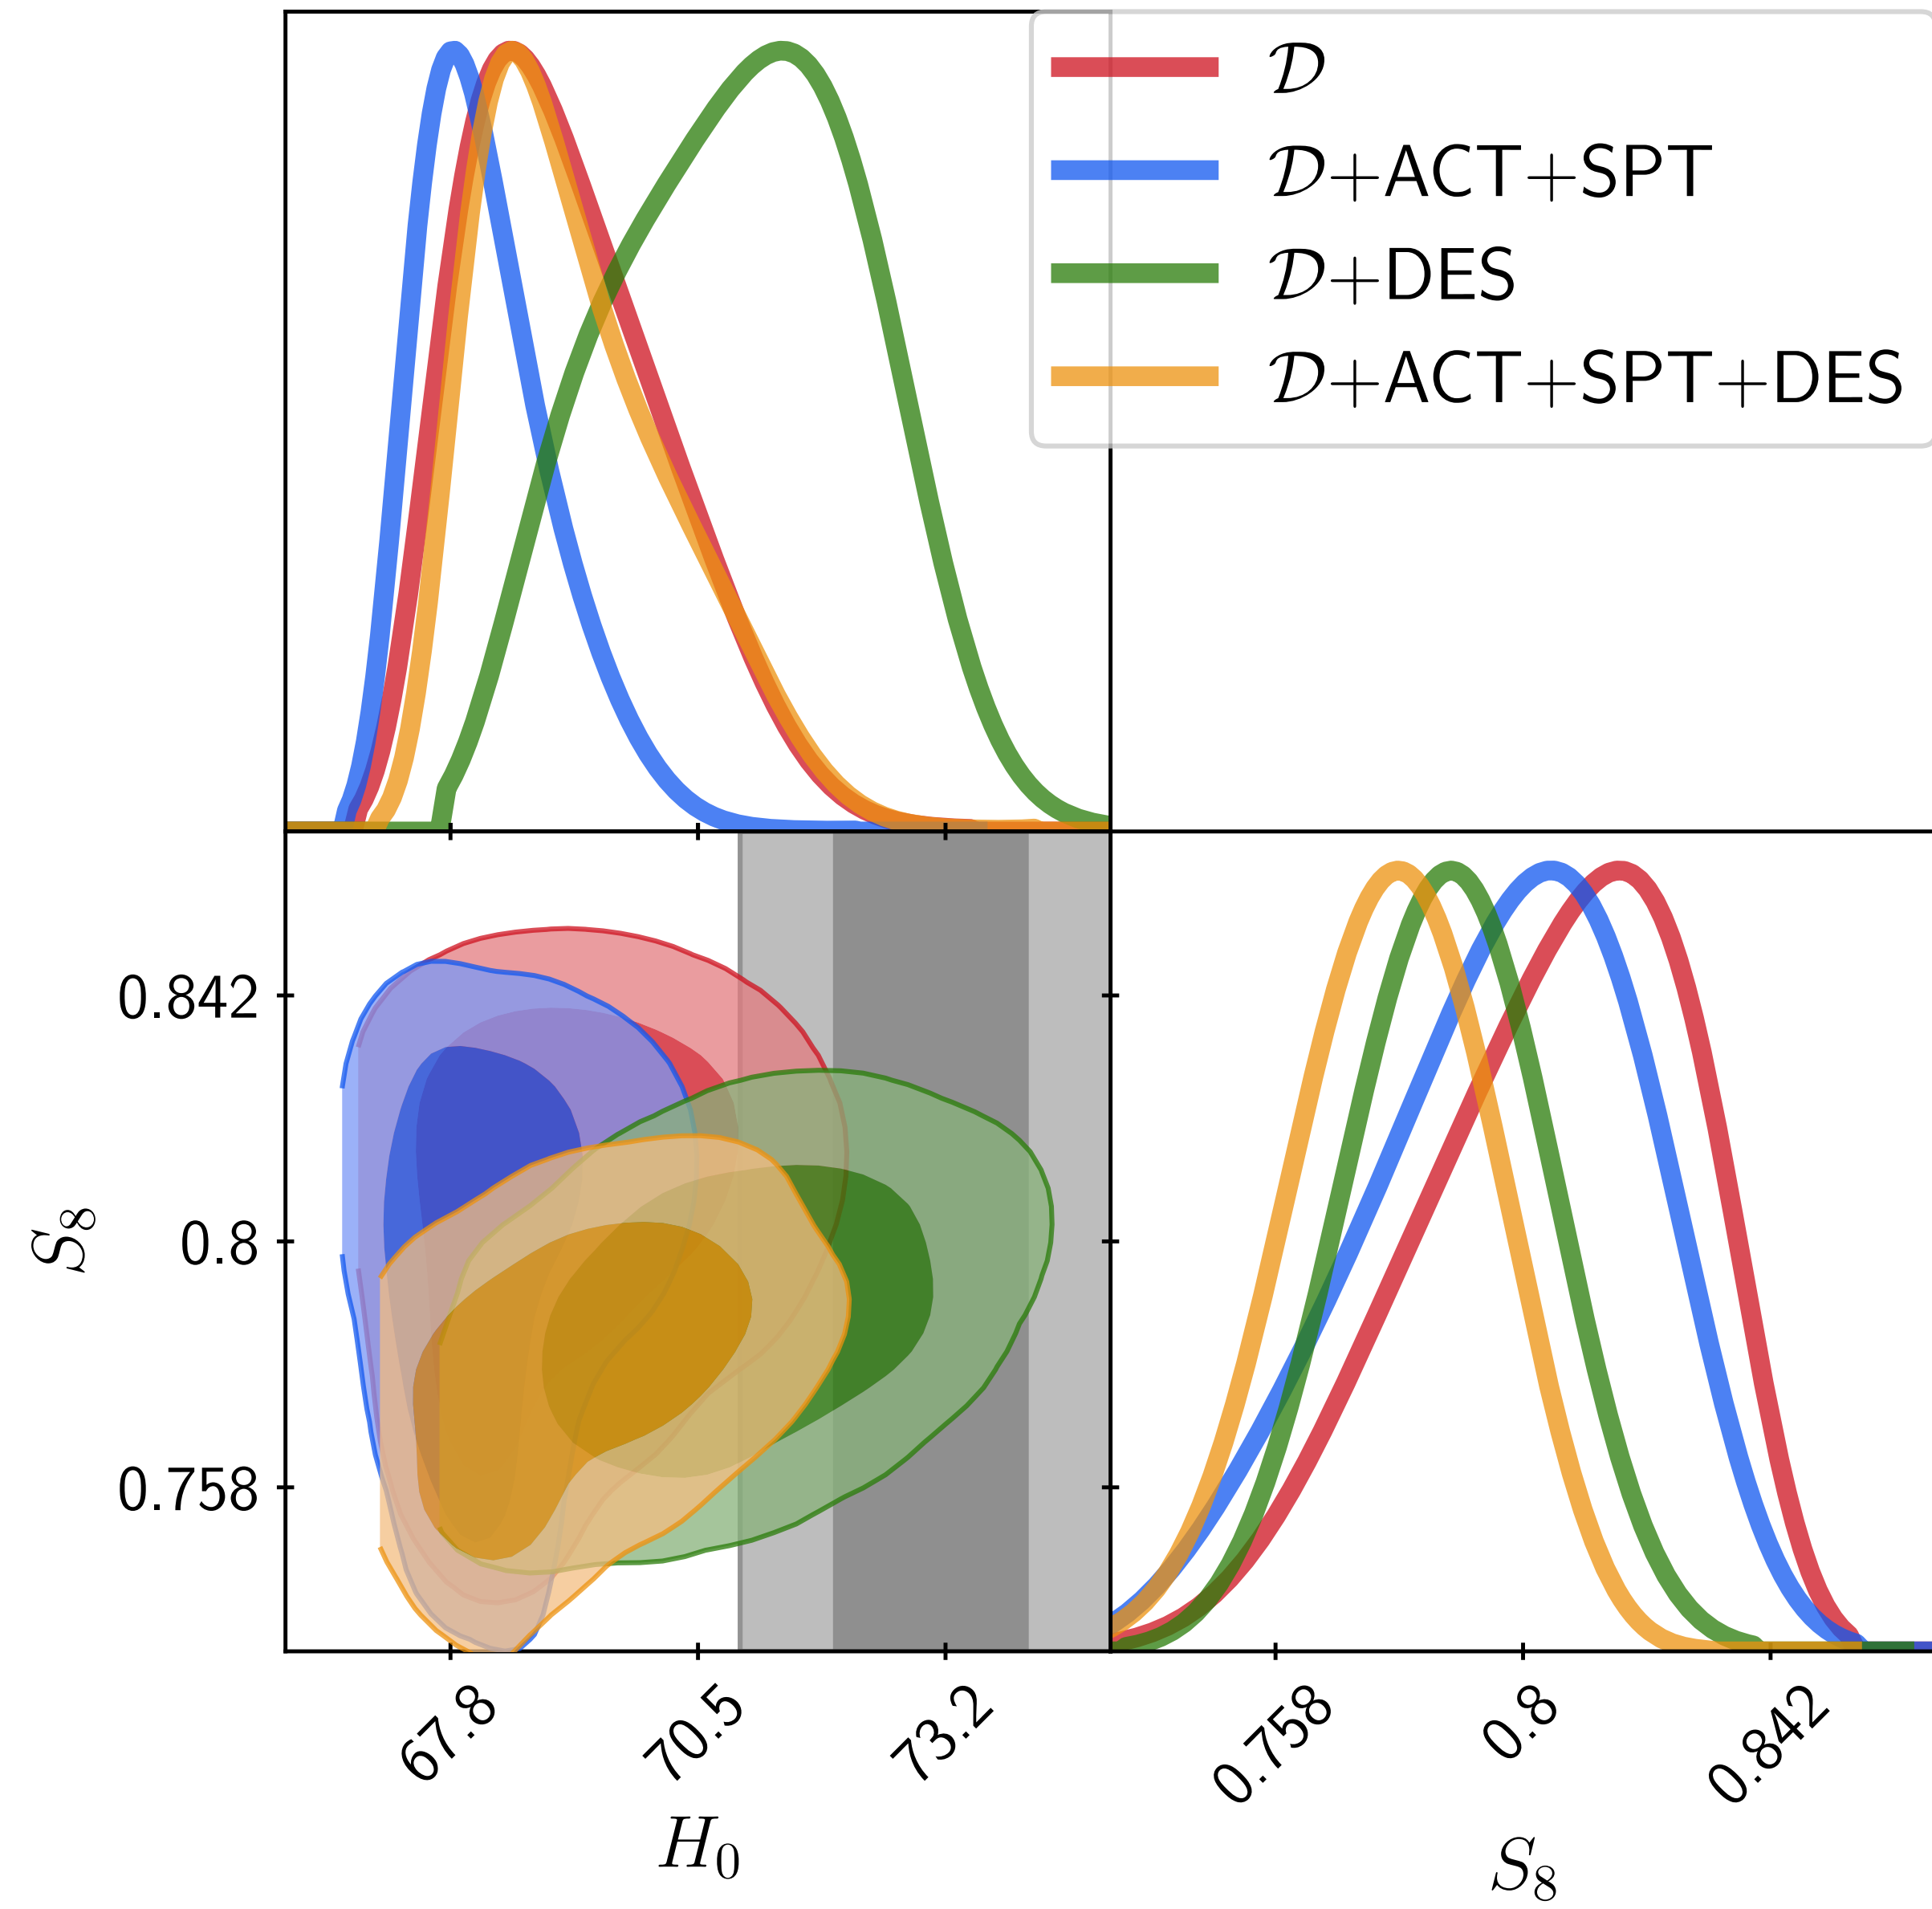 𝒟
𝒟+ACT+SPT
𝒟+DES
𝒟+ACT+SPT+DES
0.842
0.8
0.758
S₈
67.8
70.5
73.2
H₀
0.758
0.8
0.842
S₈